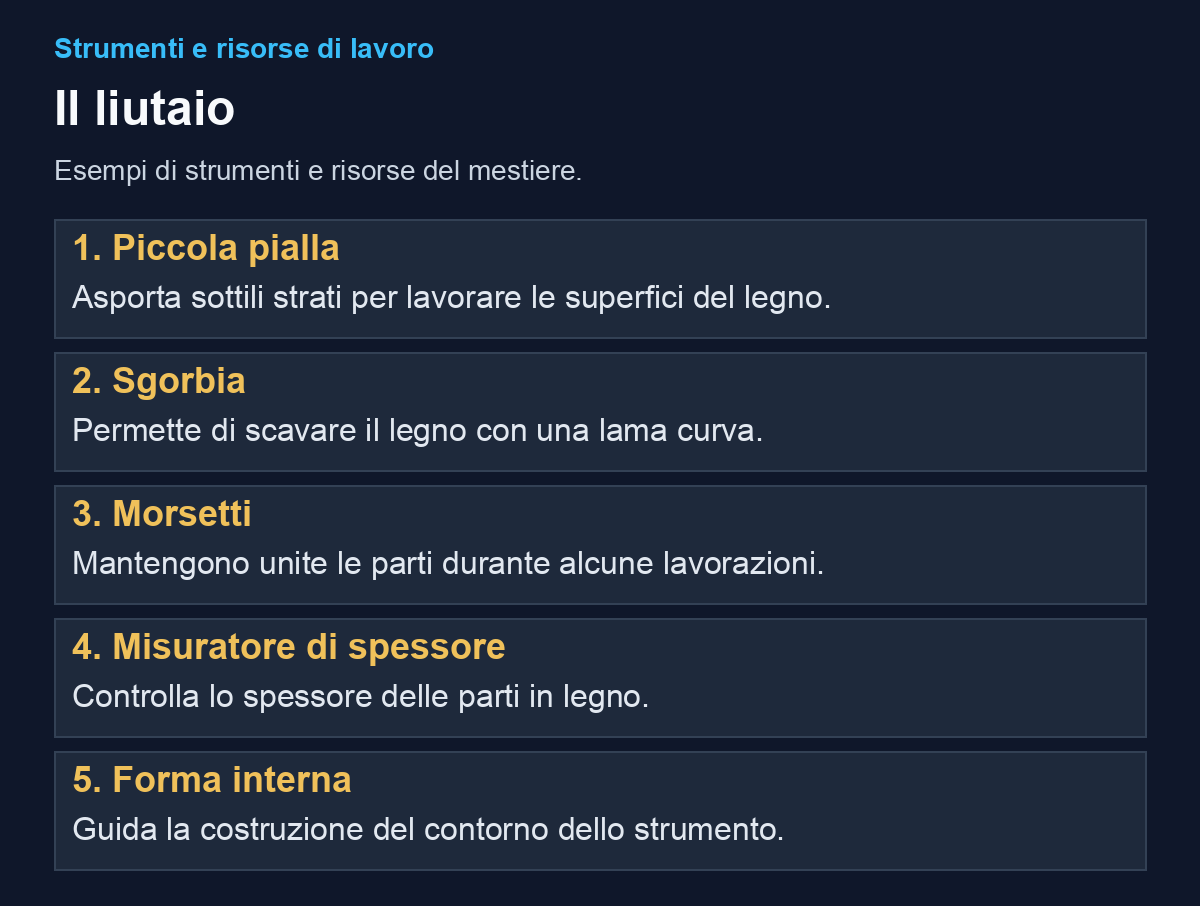 Strumenti e risorse di lavoro
Il liutaio
Esempi di strumenti e risorse del mestiere.
1. Piccola pialla
Asporta sottili strati per lavorare le superfici del legno.
2. Sgorbia
Permette di scavare il legno con una lama curva.
3. Morsetti
Mantengono unite le parti durante alcune lavorazioni.
4. Misuratore di spessore
Controlla lo spessore delle parti in legno.
5. Forma interna
Guida la costruzione del contorno dello strumento.